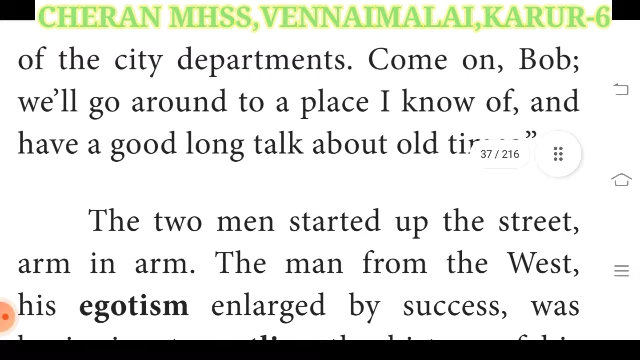 CHERAN MHSS,VENNAIMALAI,KARUR-6
of the city departments. Come on, Bob;
we’ll go around to a place I know of, and
have a good long talk about old
37 / 216
The two men started up the street,
arm in arm. The man from the West,
his egotism enlarged by success, was